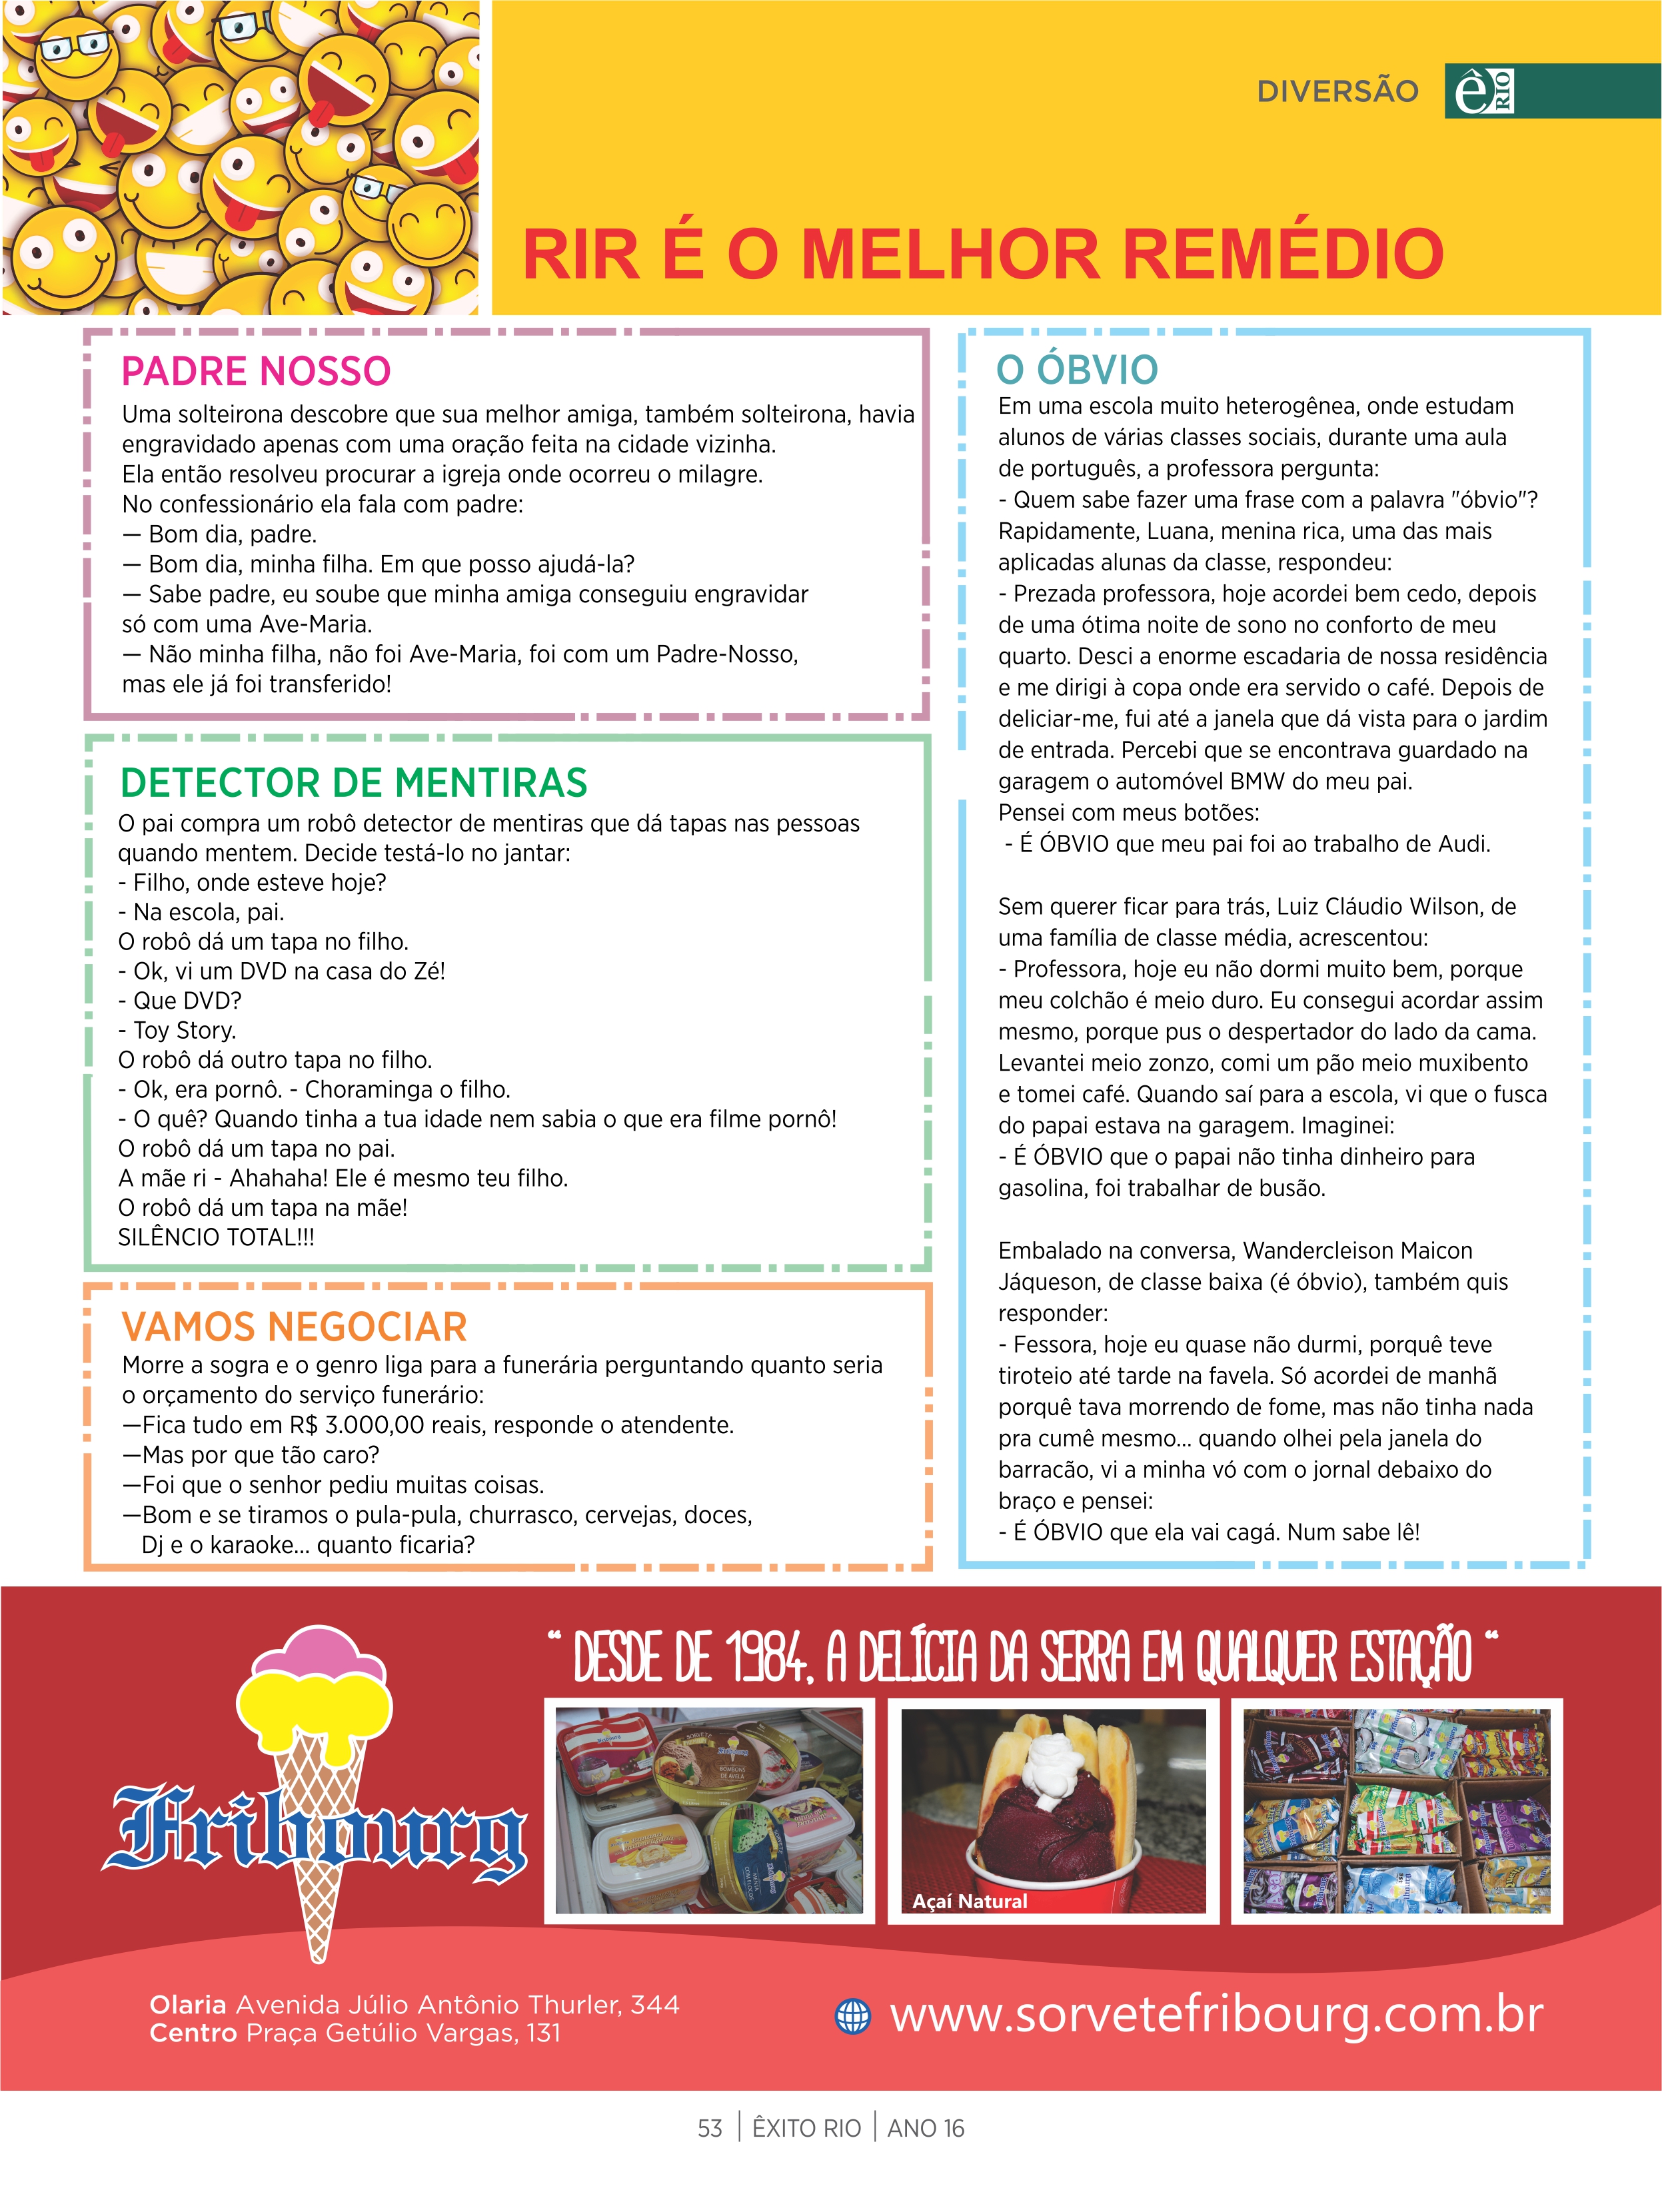 DIVERSÃO
ê RIO
RIR É O MELHOR REMÉDIO
PADRE NOSSO
Uma solteirona descobre que sua melhor amiga, também solteirona, havia
engravidado apenas com uma oração feita na cidade vizinha.
Ela então resolveu procurar a igreja onde ocorreu o milagre.
No confessionário ela fala com padre:
— Bom dia, padre.
— Bom dia, minha filha. Em que posso ajudá-la?
— Sabe padre, eu soube que minha amiga conseguiu engravidar
só com uma Ave-Maria.
— Não minha filha, não foi Ave-Maria, foi com um Padre-Nosso,
mas ele já foi transferido!
DETECTOR DE MENTIRAS
O pai compra um robô detector de mentiras que dá tapas nas pessoas
quando mentem. Decide testá-lo no jantar:
- Filho, onde esteve hoje?
- Na escola, pai.
O robô dá um tapa no filho.
- Ok, vi um DVD na casa do Zé!
- Que DVD?
- Toy Story.
O robô dá outro tapa no filho.
- Ok, era pornô. - Choraminga o filho.
- O quê? Quando tinha a tua idade nem sabia o que era filme pornô!
O robô dá um tapa no pai.
A mãe ri - Ahahaha! Ele é mesmo teu filho.
O robô dá um tapa na mãe!
SILÊNCIO TOTAL!!!
VAMOS NEGOCIAR
Morre a sogra e o genro liga para a funerária perguntando quanto seria
o orçamento do serviço funerário:
—Fica tudo em R$ 3.000,00 reais, responde o atendente.
—Mas por que tão caro?
—Foi que o senhor pediu muitas coisas.
—Bom e se tiramos o pula-pula, churrasco, cervejas, doces,
Dj e o karaoke... quanto ficaria?
O ÓBVIO
Em uma escola muito heterogênea, onde estudam
alunos de várias classes sociais, durante uma aula
de português, a professora pergunta:
- Quem sabe fazer uma frase com a palavra "óbvio"?
Rapidamente, Luana, menina rica, uma das mais
aplicadas alunas da classe, respondeu:
- Prezada professora, hoje acordei bem cedo, depois
de uma ótima noite de sono no conforto de meu
quarto. Desci a enorme escadaria de nossa residência
e me dirigi à copa onde era servido o café. Depois de
deliciar-me, fui até a janela que dá vista para o jardim
de entrada. Percebi que se encontrava guardado na
garagem o automóvel BMW do meu pai.
Pensei com meus botões:
- É ÓBVIO que meu pai foi ao trabalho de Audi.
Sem querer ficar para trás, Luiz Cláudio Wilson, de
uma família de classe média, acrescentou:
- Professora, hoje eu não dormi muito bem, porque
meu colchão é meio duro. Eu consegui acordar assim
mesmo, porque pus o despertador do lado da cama.
Levantei meio zonzo, comi um pão meio muxibento
e tomei café. Quando saí para a escola, vi que o fusca
do papai estava na garagem. Imaginei:
- É ÓBVIO que o papai não tinha dinheiro para
gasolina, foi trabalhar de busão.
Embalado na conversa, Wandercleison Maicon
Jáqueson, de classe baixa (é óbvio), também quis
responder:
- Fessora, hoje eu quase não durmi, porquê teve
tiroteio até tarde na favela. Só acordei de manhã
porquê tava morrendo de fome, mas não tinha nada
pra cumê mesmo... quando olhei pela janela do
barracão, vi a minha vó com o jornal debaixo do
braço e pensei:
- É ÓBVIO que ela vai cagá. Num sabe lê!
“ DESDE DE 1984, A DELÍCIA DA SERRA EM QUALQUER ESTAÇÃO “
Fribourg
Açaí Natural
Olaria Avenida Júlio Antônio Thurler, 344
Centro Praça Getúlio Vargas, 131
www.sorvetefribourg.com.br
53 | ÊXITO RIO | ANO 16